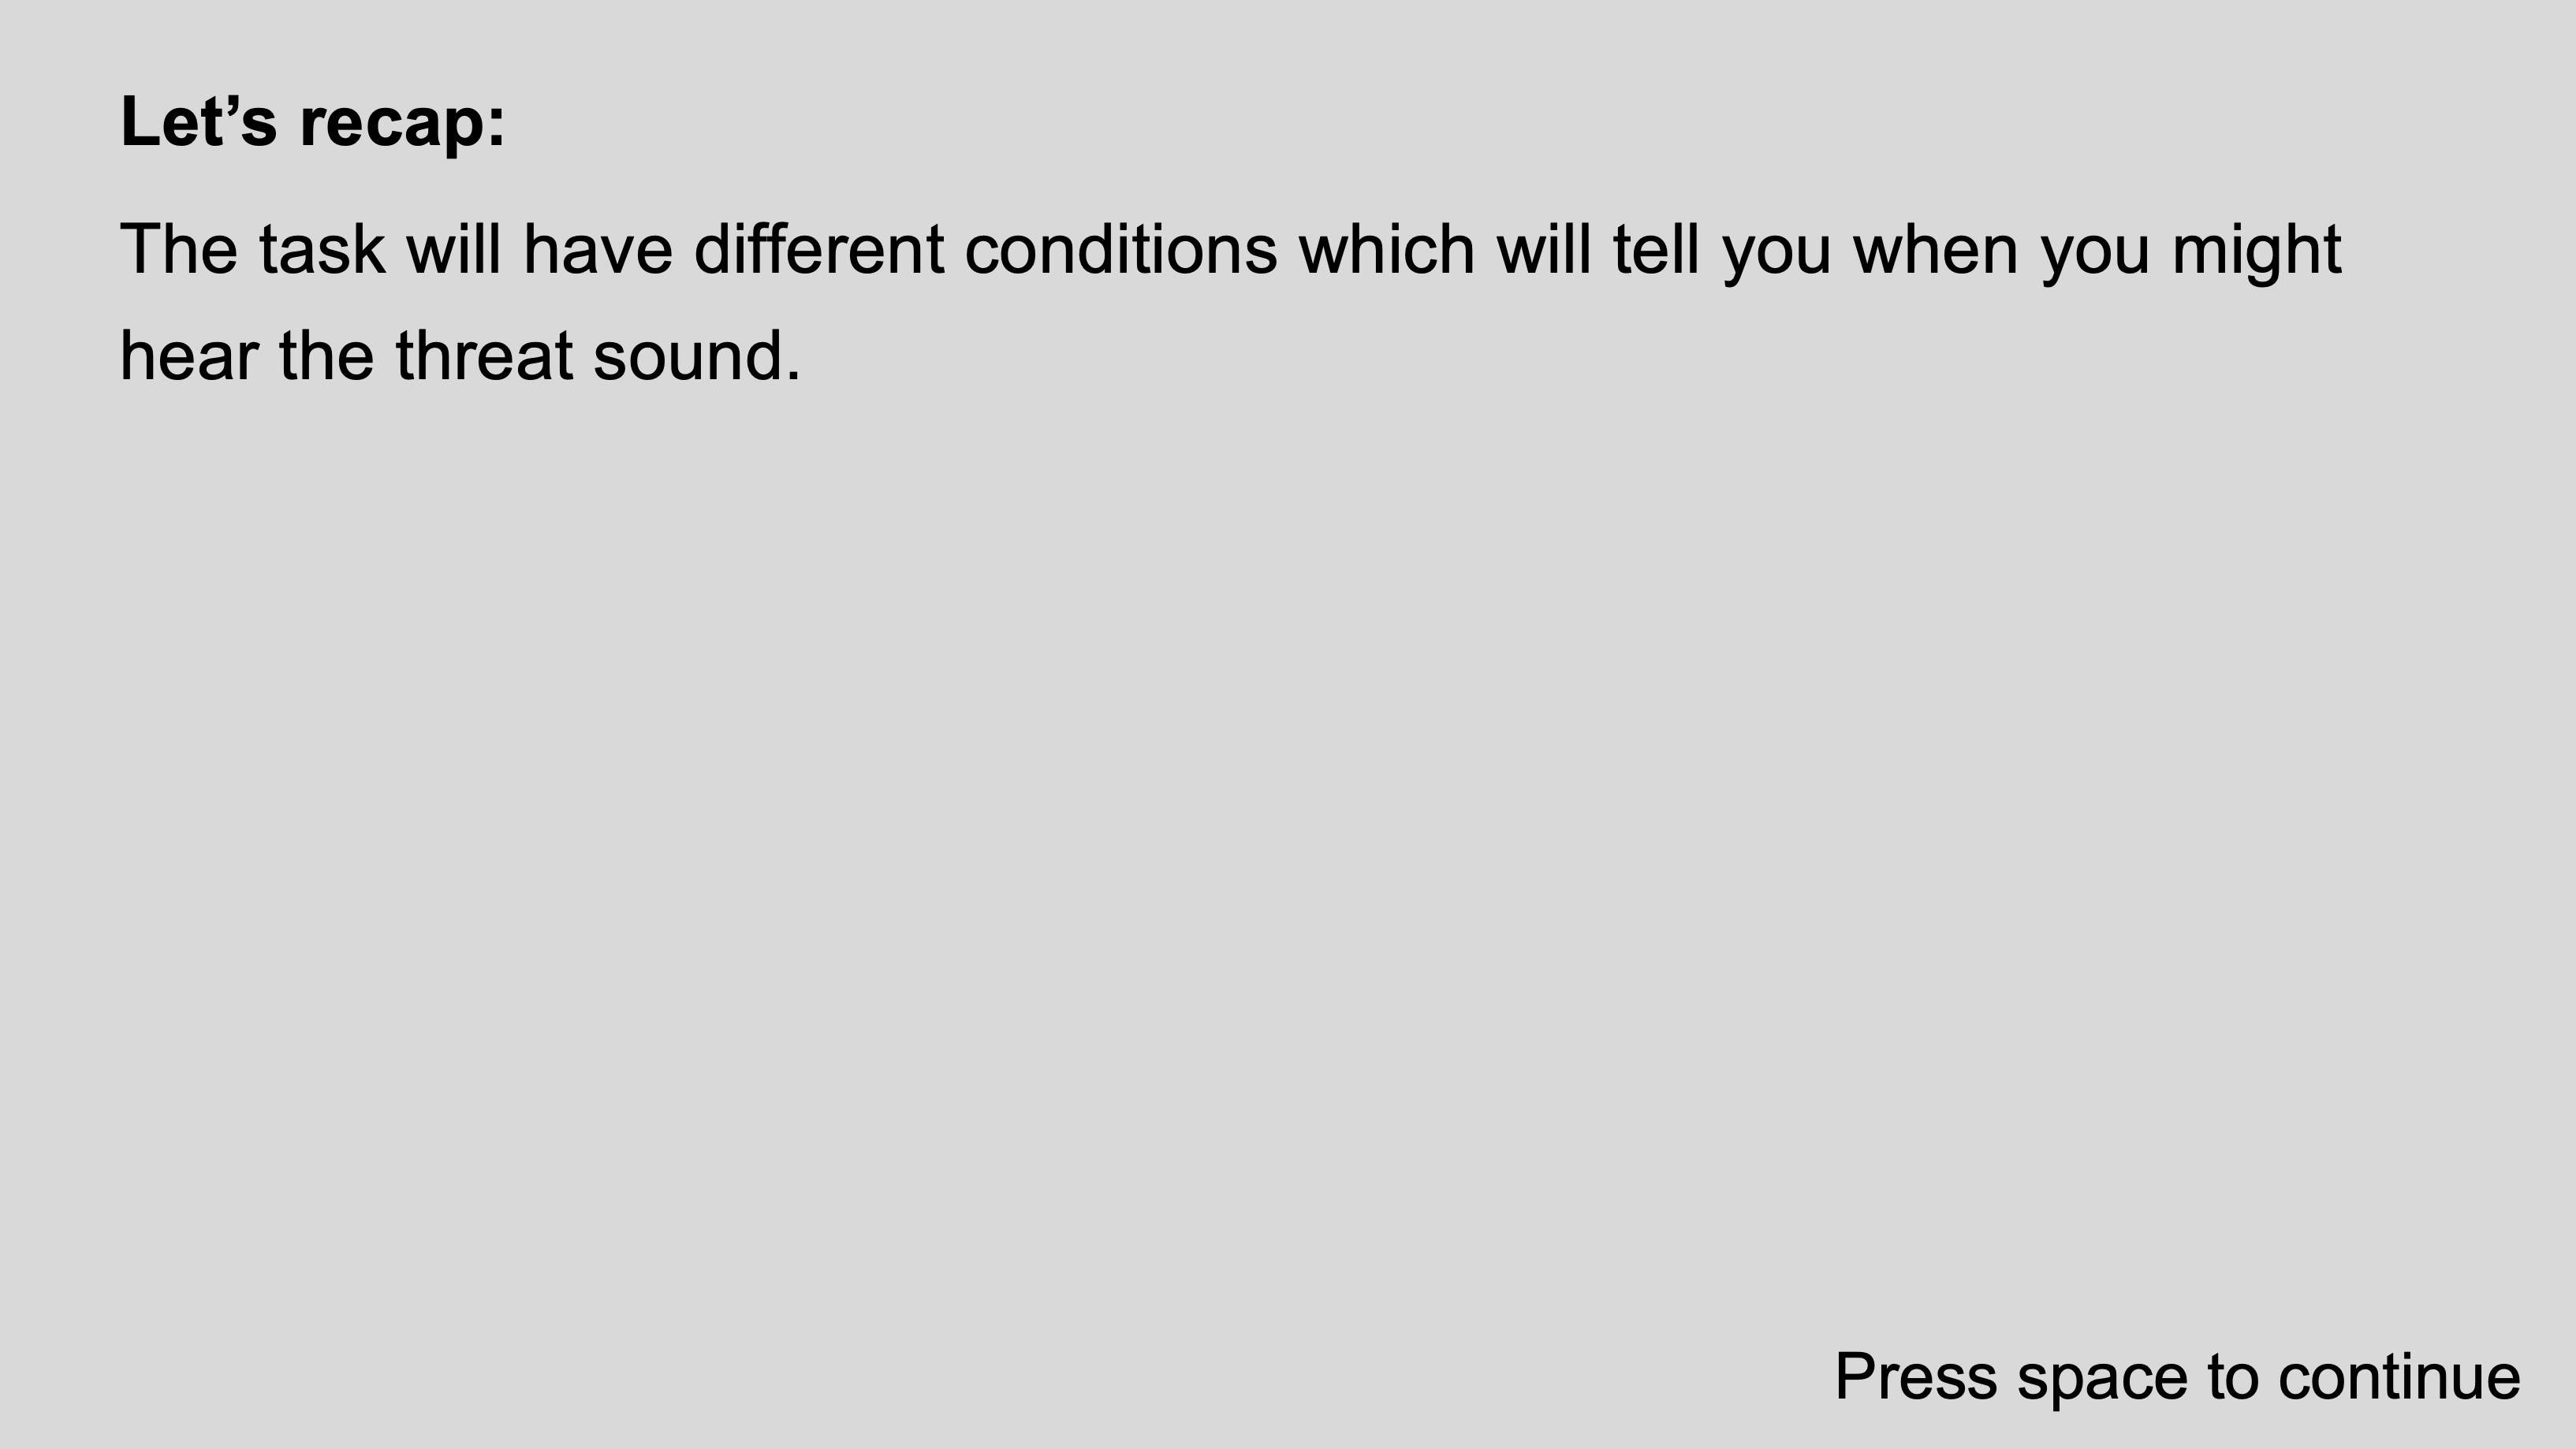 Let’s recap:
The task will have different conditions which will tell you when you might
hear the threat sound.
Press space to continue